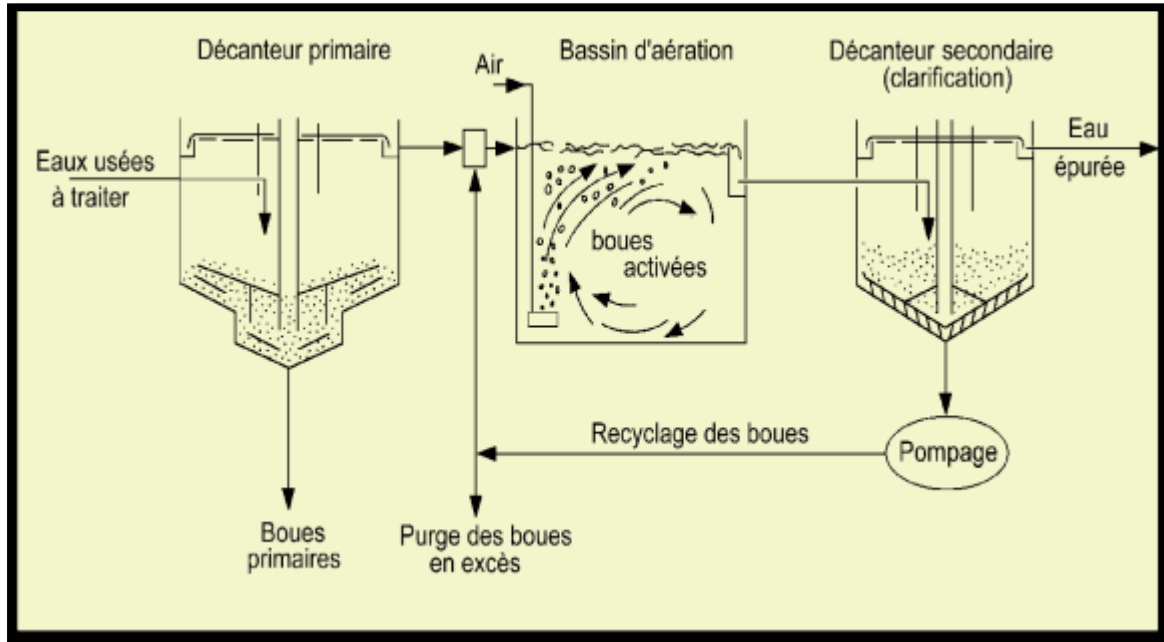 Décanteur primaire
Air
Bassin d'aération
Décanteur secondaire
(clarification)
Eaux usées
à traiter
Eau
épurée
boues
activées
Recyclage des boues
Pompage
Boues
primaires
Purge des boues
en excès